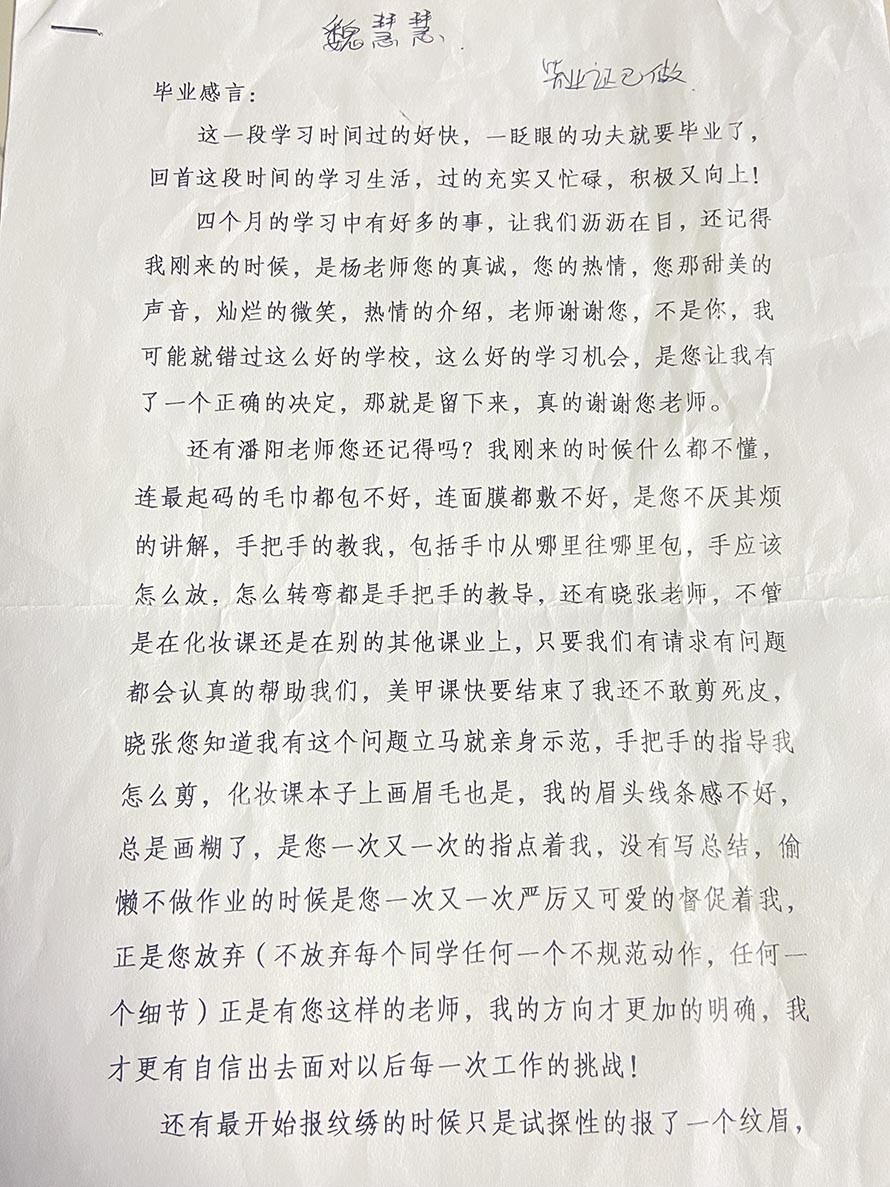 魏慧慧
毕业证已做
毕业感言：
这一段学习时间过的好快，一眨眼的功夫就要毕业了，
回首这段时间的学习生活，过的充实又忙碌，积极又向上！
四个月的学习中有好多的事，让我们沥沥在目，还记得
我刚来的时候，是杨老师您的真诚，您的热情，您那甜美的
声音，灿烂的微笑，热情的介绍，老师谢谢您，不是你，我
可能就错过这么好的学校，这么好的学习机会，是您让我有
了一个正确的决定，那就是留下来，真的谢谢您老师。
还有潘阳老师您还记得吗？我刚来的时候什么都不懂，
连最起码的毛巾都包不好，连面膜都敷不好，是您不厌其烦
的讲解，手把手的教我，包括手巾从哪里往哪里包，手应该
怎么放，怎么转弯都是手把手的教导，还有晓张老师，不管
是在化妆课还是在别的其他课业上，只要我们有请求有问题
都会认真的帮助我们，美甲课快要结束了我还不敢剪死皮，
晓张您知道我有这个问题立马就亲身示范，手把手的指导我
怎么剪，化妆课本子上画眉毛也是，我的眉头线条感不好，
总是画糊了，是您一次又一次的指点着我，没有写总结，偷
懒不做作业的时候是您一次又一次严厉又可爱的督促着我，
正是您放弃（不放弃每个同学任何一个不规范动作，任何一
个细节）正是有您这样的老师，我的方向才更加的明确，我
才更有自信出去面对以后每一次工作的挑战！
还有最开始报纹绣的时候只是试探性的报了一个纹眉，